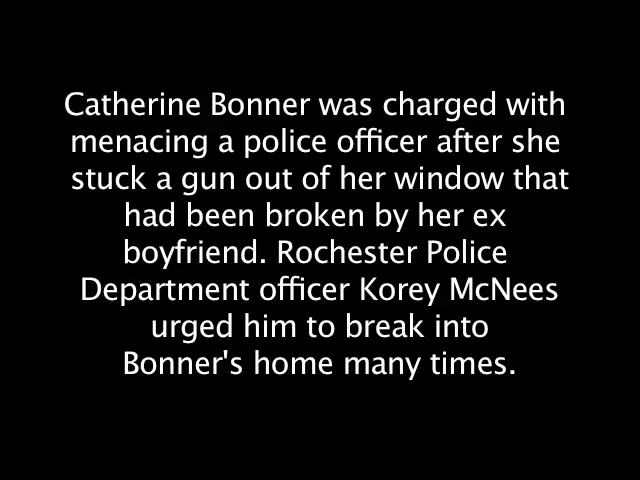 Catherine Bonner was charged with
menacing a police officer after she
stuck a gun out of her window that
had been broken by her ex
boyfriend. Rochester Police
Department officer Korey McNees
urged him to break into
Bonner's home many times.